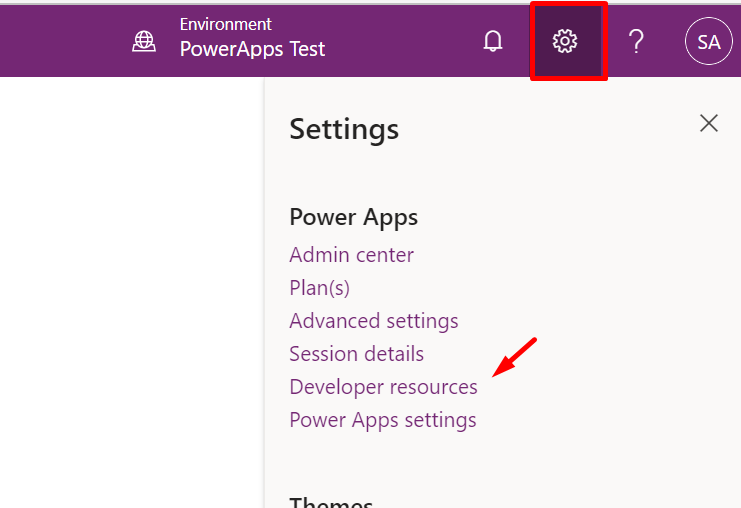 Environment
PowerApps Test
?
SA
Settings
Power Apps
Admin center
Plan(s)
Advanced settings
Session details
Developer resources
Power Apps settings
Themes